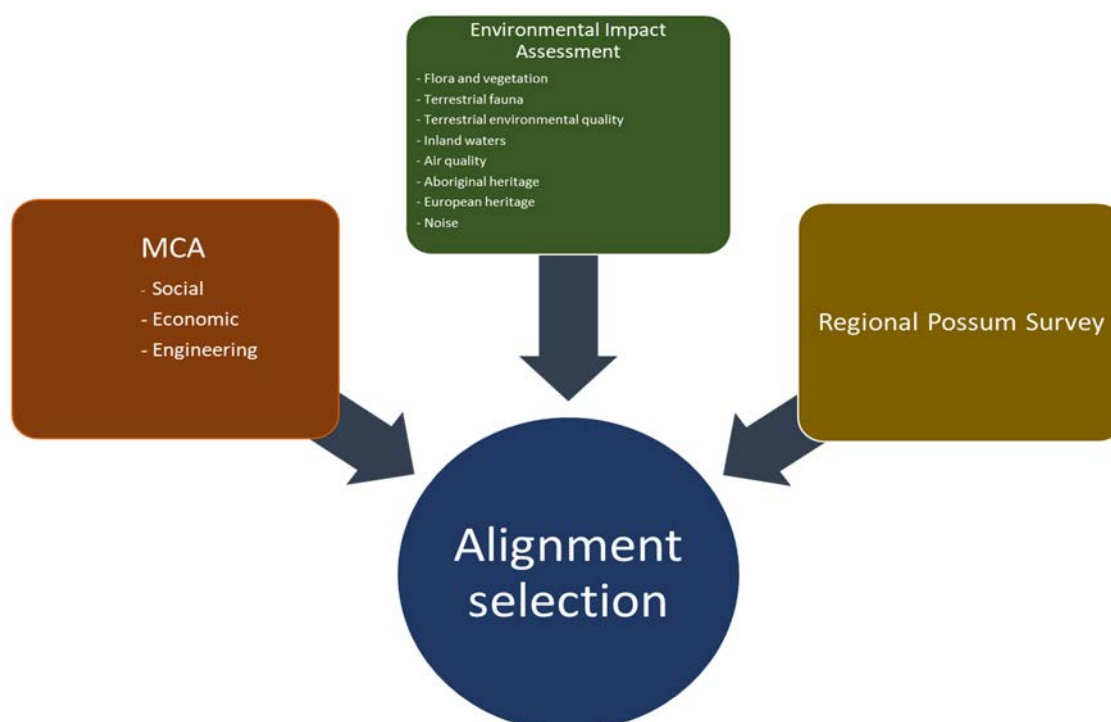 Environmental Impact
Assessment
- Flora and vegetation
- Terrestrial fauna
- Terrestrial environmental quality
- Inland waters
- Air quality
- Aboriginal heritage
- European heritage
- Noise
MCA
- Social
- Economic
- Engineering
Regional Possum Survey
Alignment
selection